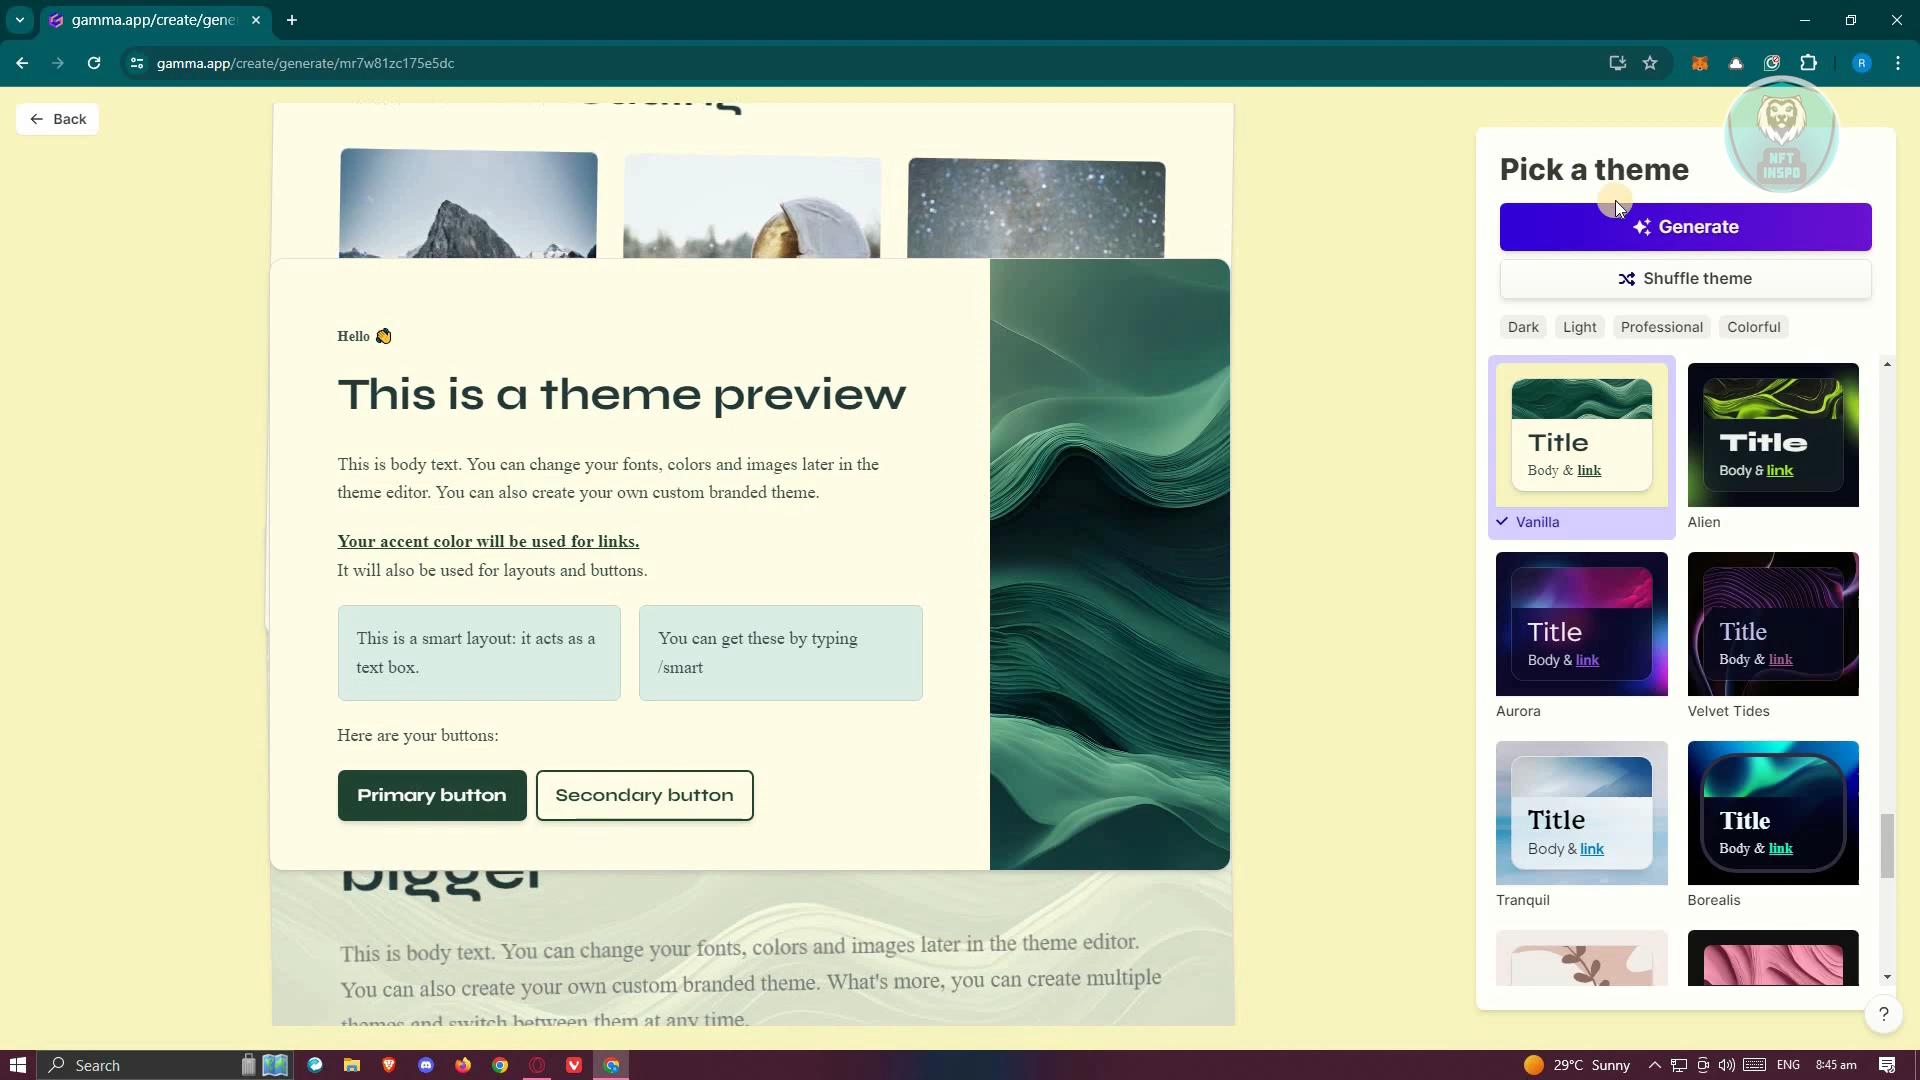 gamma.app/create/gene
gamma.app/create/generate/mr7w81zc175e5dc
R
Back
NFT
INSPO
Pick a theme
Generate
Shuffle theme
Dark Light Professional Colorful
Hello 👋
This is a theme preview
This is body text. You can change your fonts, colors and images later in the
theme editor. You can also create your own custom branded theme.
Your accent color will be used for links.
It will also be used for layouts and buttons.
This is a smart layout: it acts as a
text box.
You can get these by typing
/smart
Here are your buttons:
Primary button Secondary button
bigger
This is body text. You can change your fonts, colors and images later in the theme editor.
You can also create your own custom branded theme. What's more, you can create multiple
themes and switch between them at any time.
Title
Body & link
Vanilla
Title
Body & link
Alien
Title
Body & link
Aurora
Title
Body & link
Velvet Tides
Title
Body & link
Tranquil
Title
Body & link
Borealis
?
Search
29°C Sunny
ENG
8:45 am